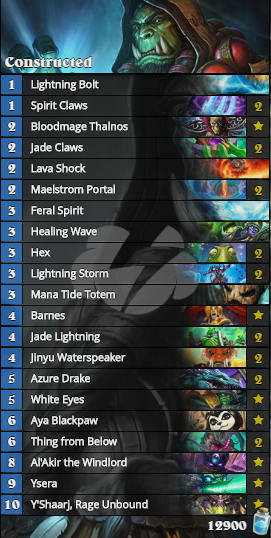 Constructed
1 Lightning Bolt
1 Spirit Claws 2
2 Bloodmage Thalnos
2 Jade Claws 2
2 Lava Shock
2 Maelstrom Portal 2
3 Feral Spirit
3 Healing Wave
3 Hex 2
3 Lightning Storm 2
3 Mana Tide Totem
4 Barnes
4 Jade Lightning 2
4 Jinyu Waterspeaker 2
5 Azure Drake 2
5 White Eyes
6 Aya Blackpaw
6 Thing from Below 2
8 Al'Akir the Windlord
9 Ysera
10 Y'Shaarj, Rage Unbound
12900